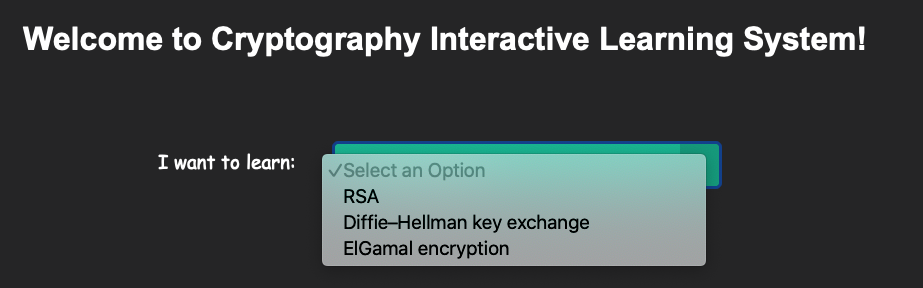 Welcome to Cryptography Interactive Learning System!
I want to learn:
✓Select an Option
RSA
Diffie–Hellman key exchange
ElGamal encryption